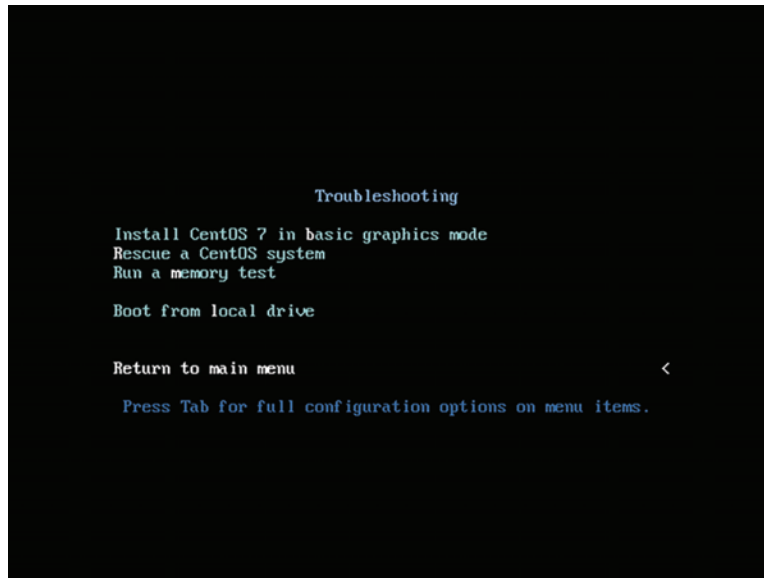 Troubleshooting
Install CentOS 7 in basic graphics mode
Rescue a CentOS system
Run a memory test
Boot from local drive
Return to main menu <
Press Tab for full configuration options on menu items.